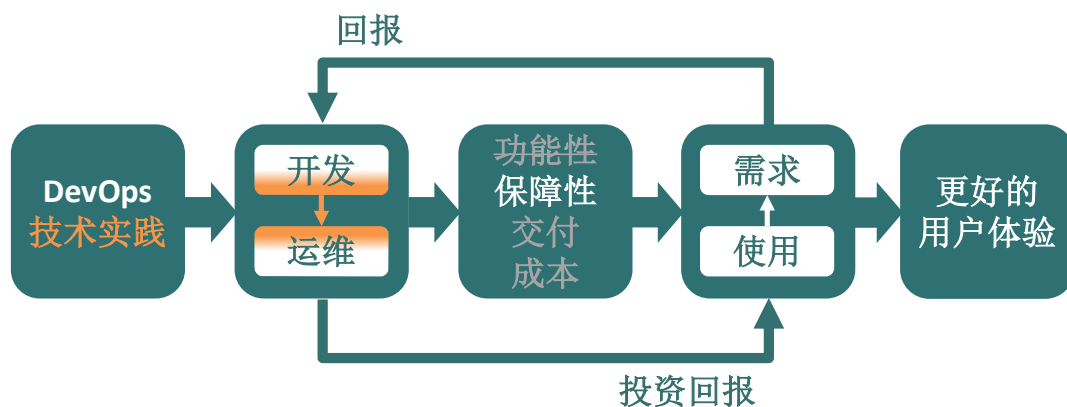 回报
DevOps
技术实践
开发
运维
功能性
保障性
交付
成本
需求
使用
更好的
用户体验
投资回报